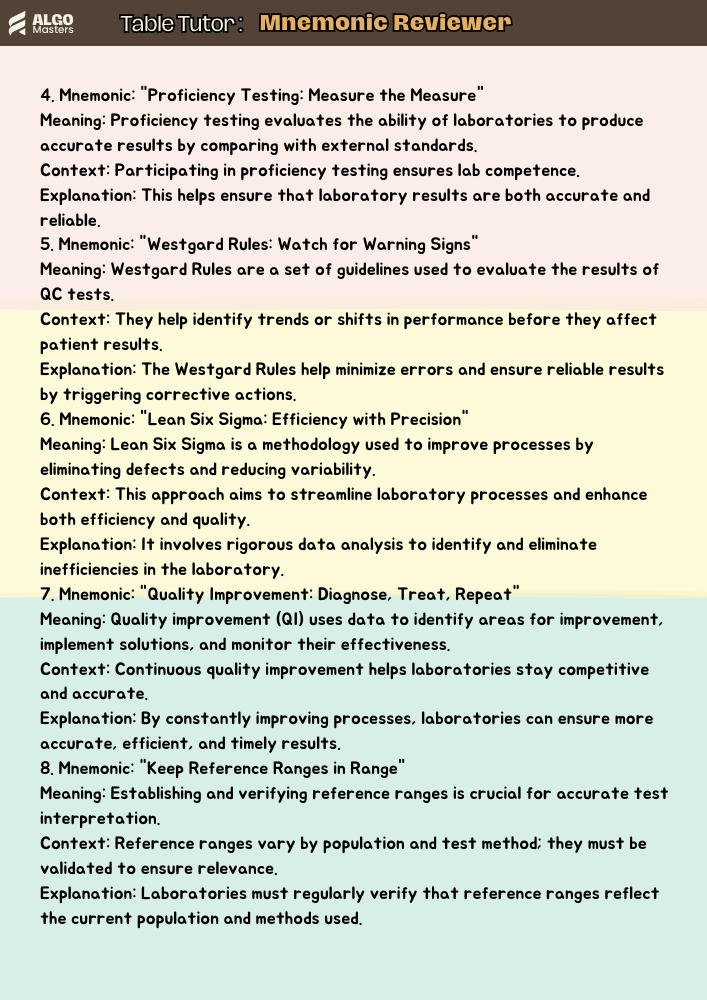 ALGO
Masters
Table Tutor: Mnemonic Reviewer
4. Mnemonic: "Proficiency Testing: Measure the Measure"
Meaning: Proficiency testing evaluates the ability of laboratories to produce
accurate results by comparing with external standards.
Context: Participating in proficiency testing ensures lab competence.
Explanation: This helps ensure that laboratory results are both accurate and
reliable.
5. Mnemonic: "Westgard Rules: Watch for Warning Signs"
Meaning: Westgard Rules are a set of guidelines used to evaluate the results of
QC tests.
Context: They help identify trends or shifts in performance before they affect
patient results.
Explanation: The Westgard Rules help minimize errors and ensure reliable results
by triggering corrective actions.
6. Mnemonic: "Lean Six Sigma: Efficiency with Precision"
Meaning: Lean Six Sigma is a methodology used to improve processes by
eliminating defects and reducing variability.
Context: This approach aims to streamline laboratory processes and enhance
both efficiency and quality.
Explanation: It involves rigorous data analysis to identify and eliminate
inefficiencies in the laboratory.
7. Mnemonic: "Quality Improvement: Diagnose, Treat, Repeat"
Meaning: Quality improvement (QI) uses data to identify areas for improvement,
implement solutions, and monitor their effectiveness.
Context: Continuous quality improvement helps laboratories stay competitive
and accurate.
Explanation: By constantly improving processes, laboratories can ensure more
accurate, efficient, and timely results.
8. Mnemonic: "Keep Reference Ranges in Range"
Meaning: Establishing and verifying reference ranges is crucial for accurate test
interpretation.
Context: Reference ranges vary by population and test method; they must be
validated to ensure relevance.
Explanation: Laboratories must regularly verify that reference ranges reflect
the current population and methods used.